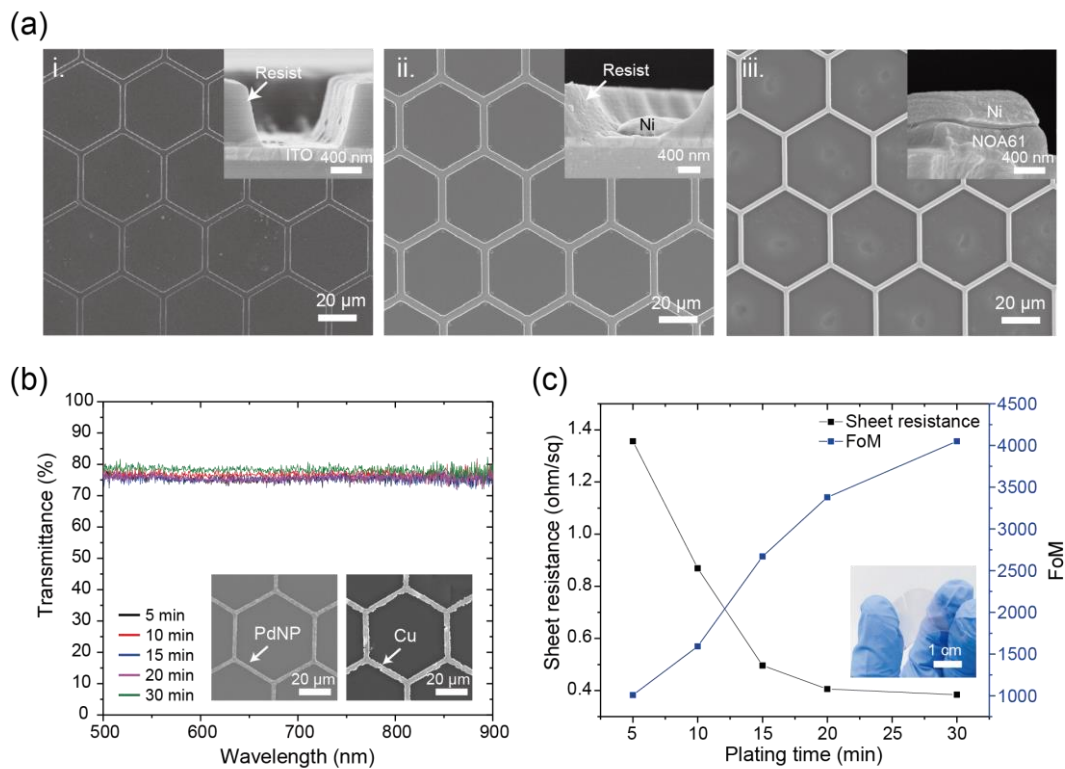 (a)
i.
Resist
ITO
400 nm
20 µm
ii.
Resist
Ni
400 nm
20 µm
iii.
Ni
NOA61
400 nm
20 µm
(b)
Transmittance (%)
100
90
80
70
60
50
40
30
20
10
0
5 min
10 min
15 min
20 min
30 min
PdNP
20 µm
Cu
20 µm
500 600 700 800 900
Wavelength (nm)
(c)
Sheet resistance (ohm/sq)
1.4
1.2
1.0
0.8
0.6
0.4
Sheet resistance
FoM
1 cm
4500
4000
3500
3000
2500
2000
1500
1000
FoM
5 10 15 20 25 30
Plating time (min)